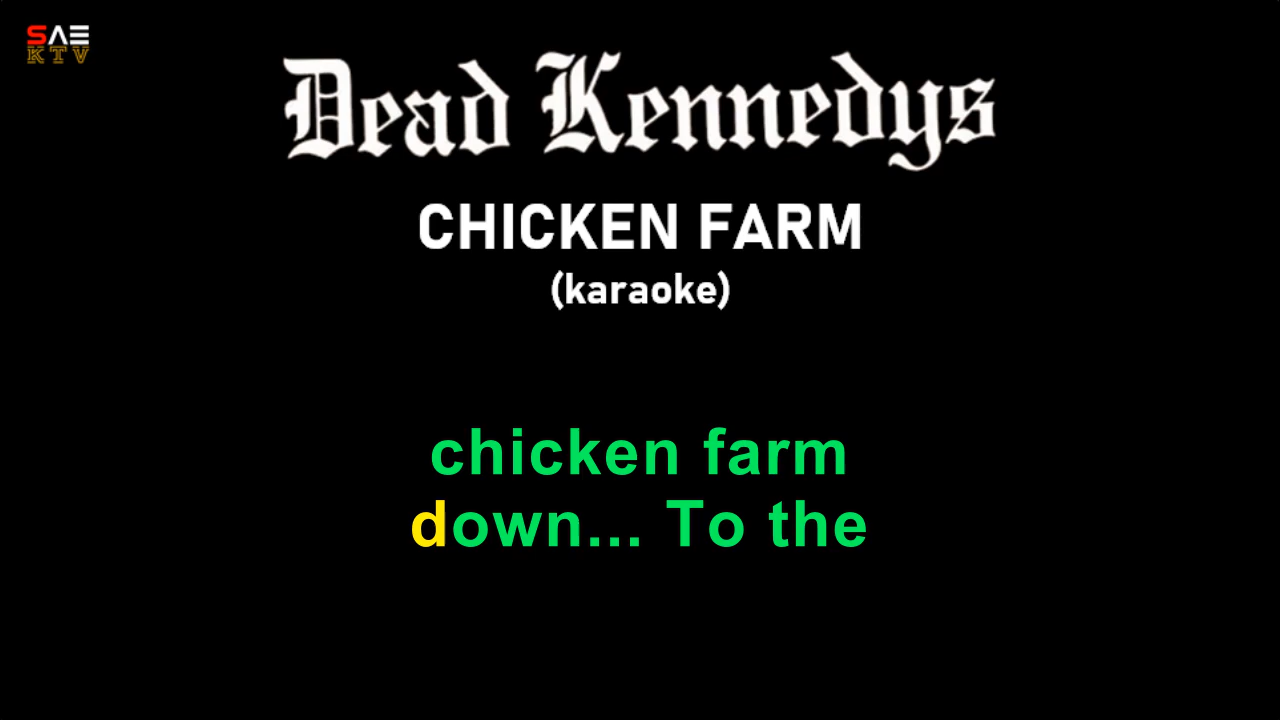 SAE
KTV
Dead Kennedys
CHICKEN FARM
(karaoke)
chicken farm
down... To the